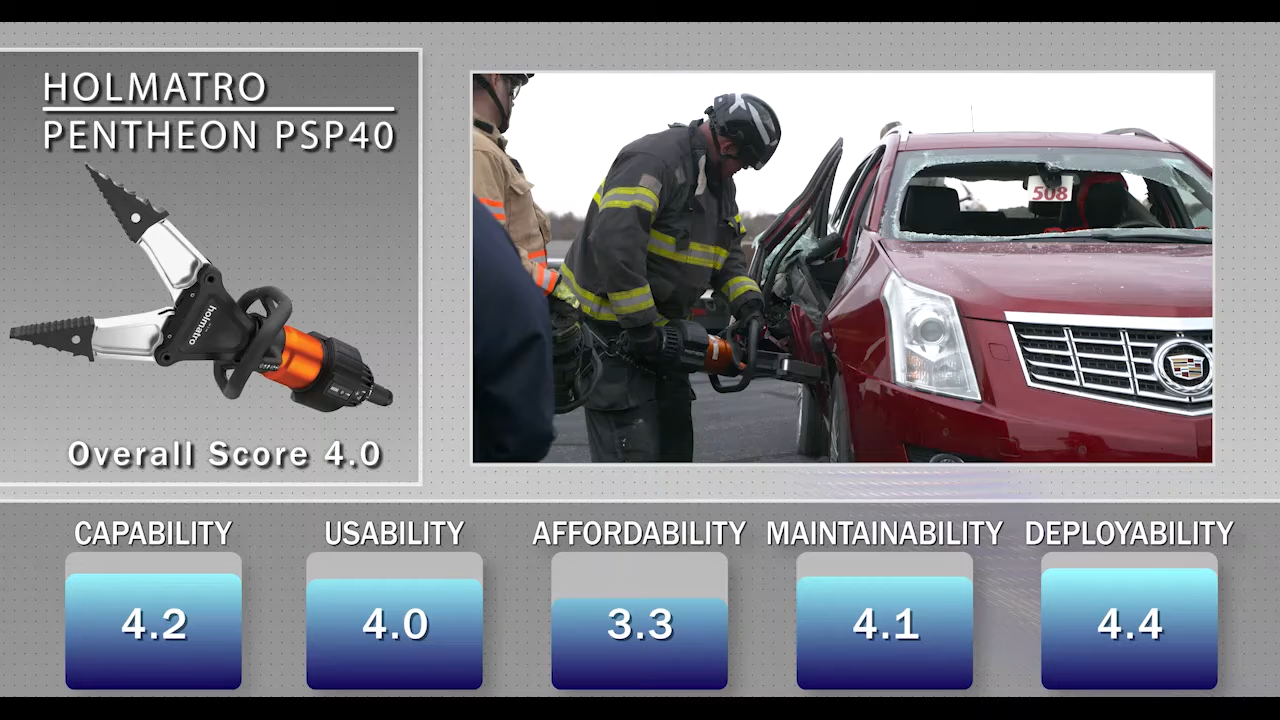 HOLMATRO
PENTHEON PSP40
holmatro
Overall Score 4.0
508
CAPABILITY
4.2
USABILITY
4.0
AFFORDABILITY
3.3
MAINTAINABILITY
4.1
DEPLOYABILITY
4.4